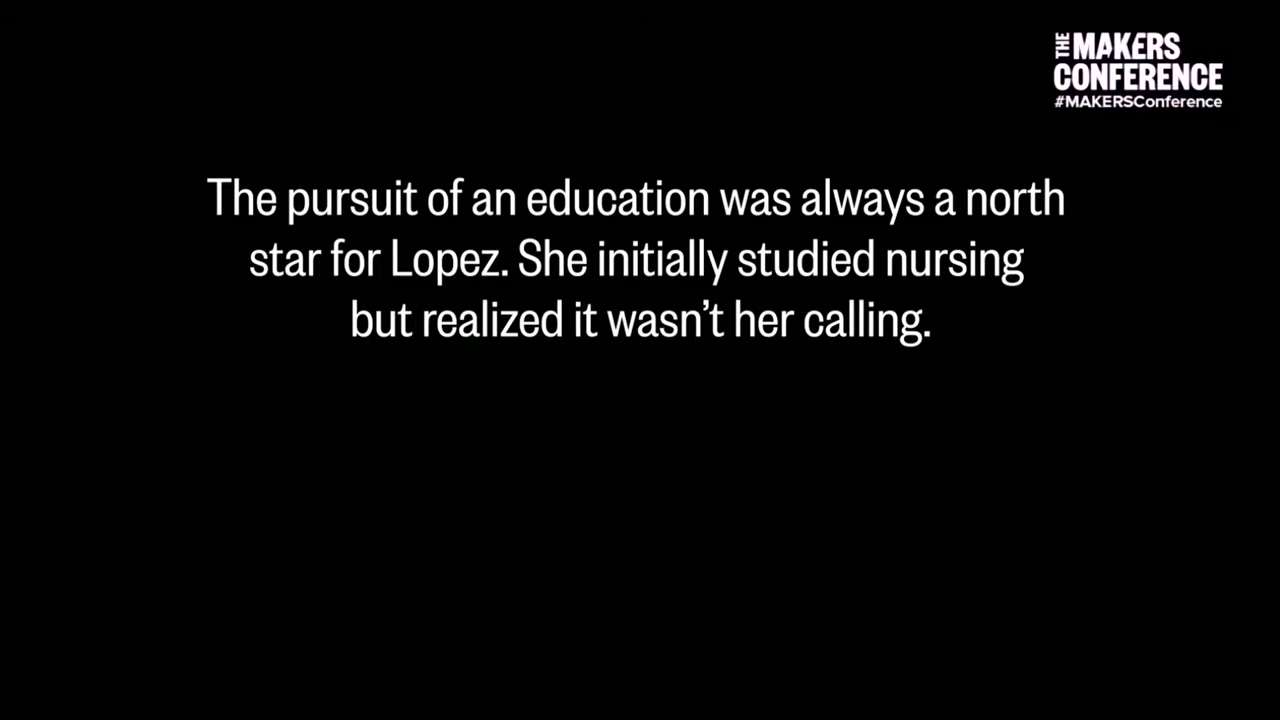 THE MAKERS
CONFERENCE
#MAKERSConference
The pursuit of an education was always a north
star for Lopez. She initially studied nursing
but realized it wasn’t her calling.